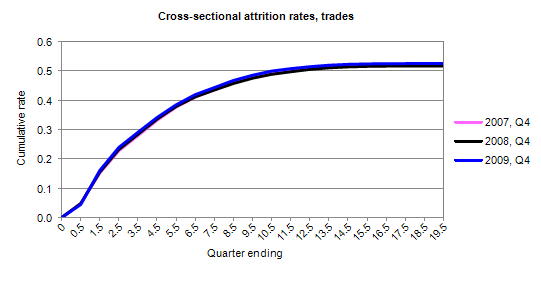 Cross-sectional attrition rates, trades
0.6
0.5
0.4
0.3
0.2
0.1
0.0
Cumulative rate
0 0.5 1.5 2.5 3.5 4.5 5.5 6.5 7.5 8.5 9.5 10.5 11.5 12.5 13.5 14.5 15.5 16.5 17.5 18.5 19.5
Quarter ending
2007, Q4
2008, Q4
2009, Q4